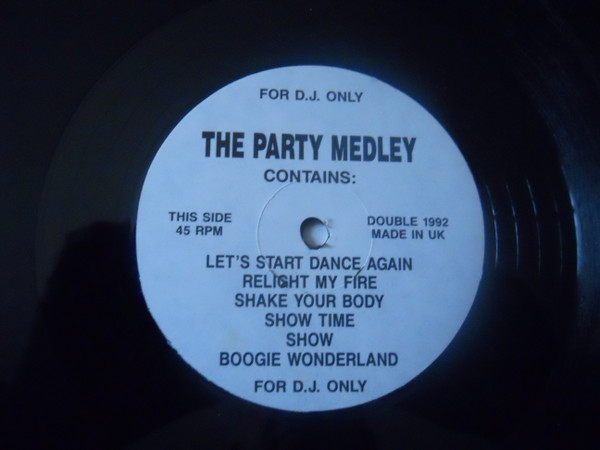 FOR D.J. ONLY
THE PARTY MEDLEY
CONTAINS:
THIS SIDE
45 RPM
DOUBLE 1992
MADE IN UK
LET'S START DANCE AGAIN
RELIGHT MY FIRE
SHAKE YOUR BODY
SHOW TIME
SHOW
BOOGIE WONDERLAND
FOR D.J. ONLY